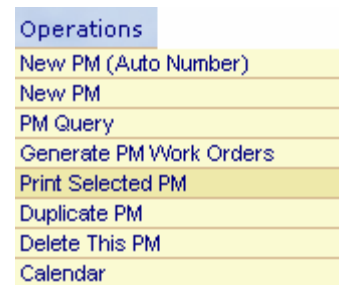 Operations
New PM (Auto Number)
New PM
PM Query
Generate PM Work Orders
Print Selected PM
Duplicate PM
Delete This PM
Calendar